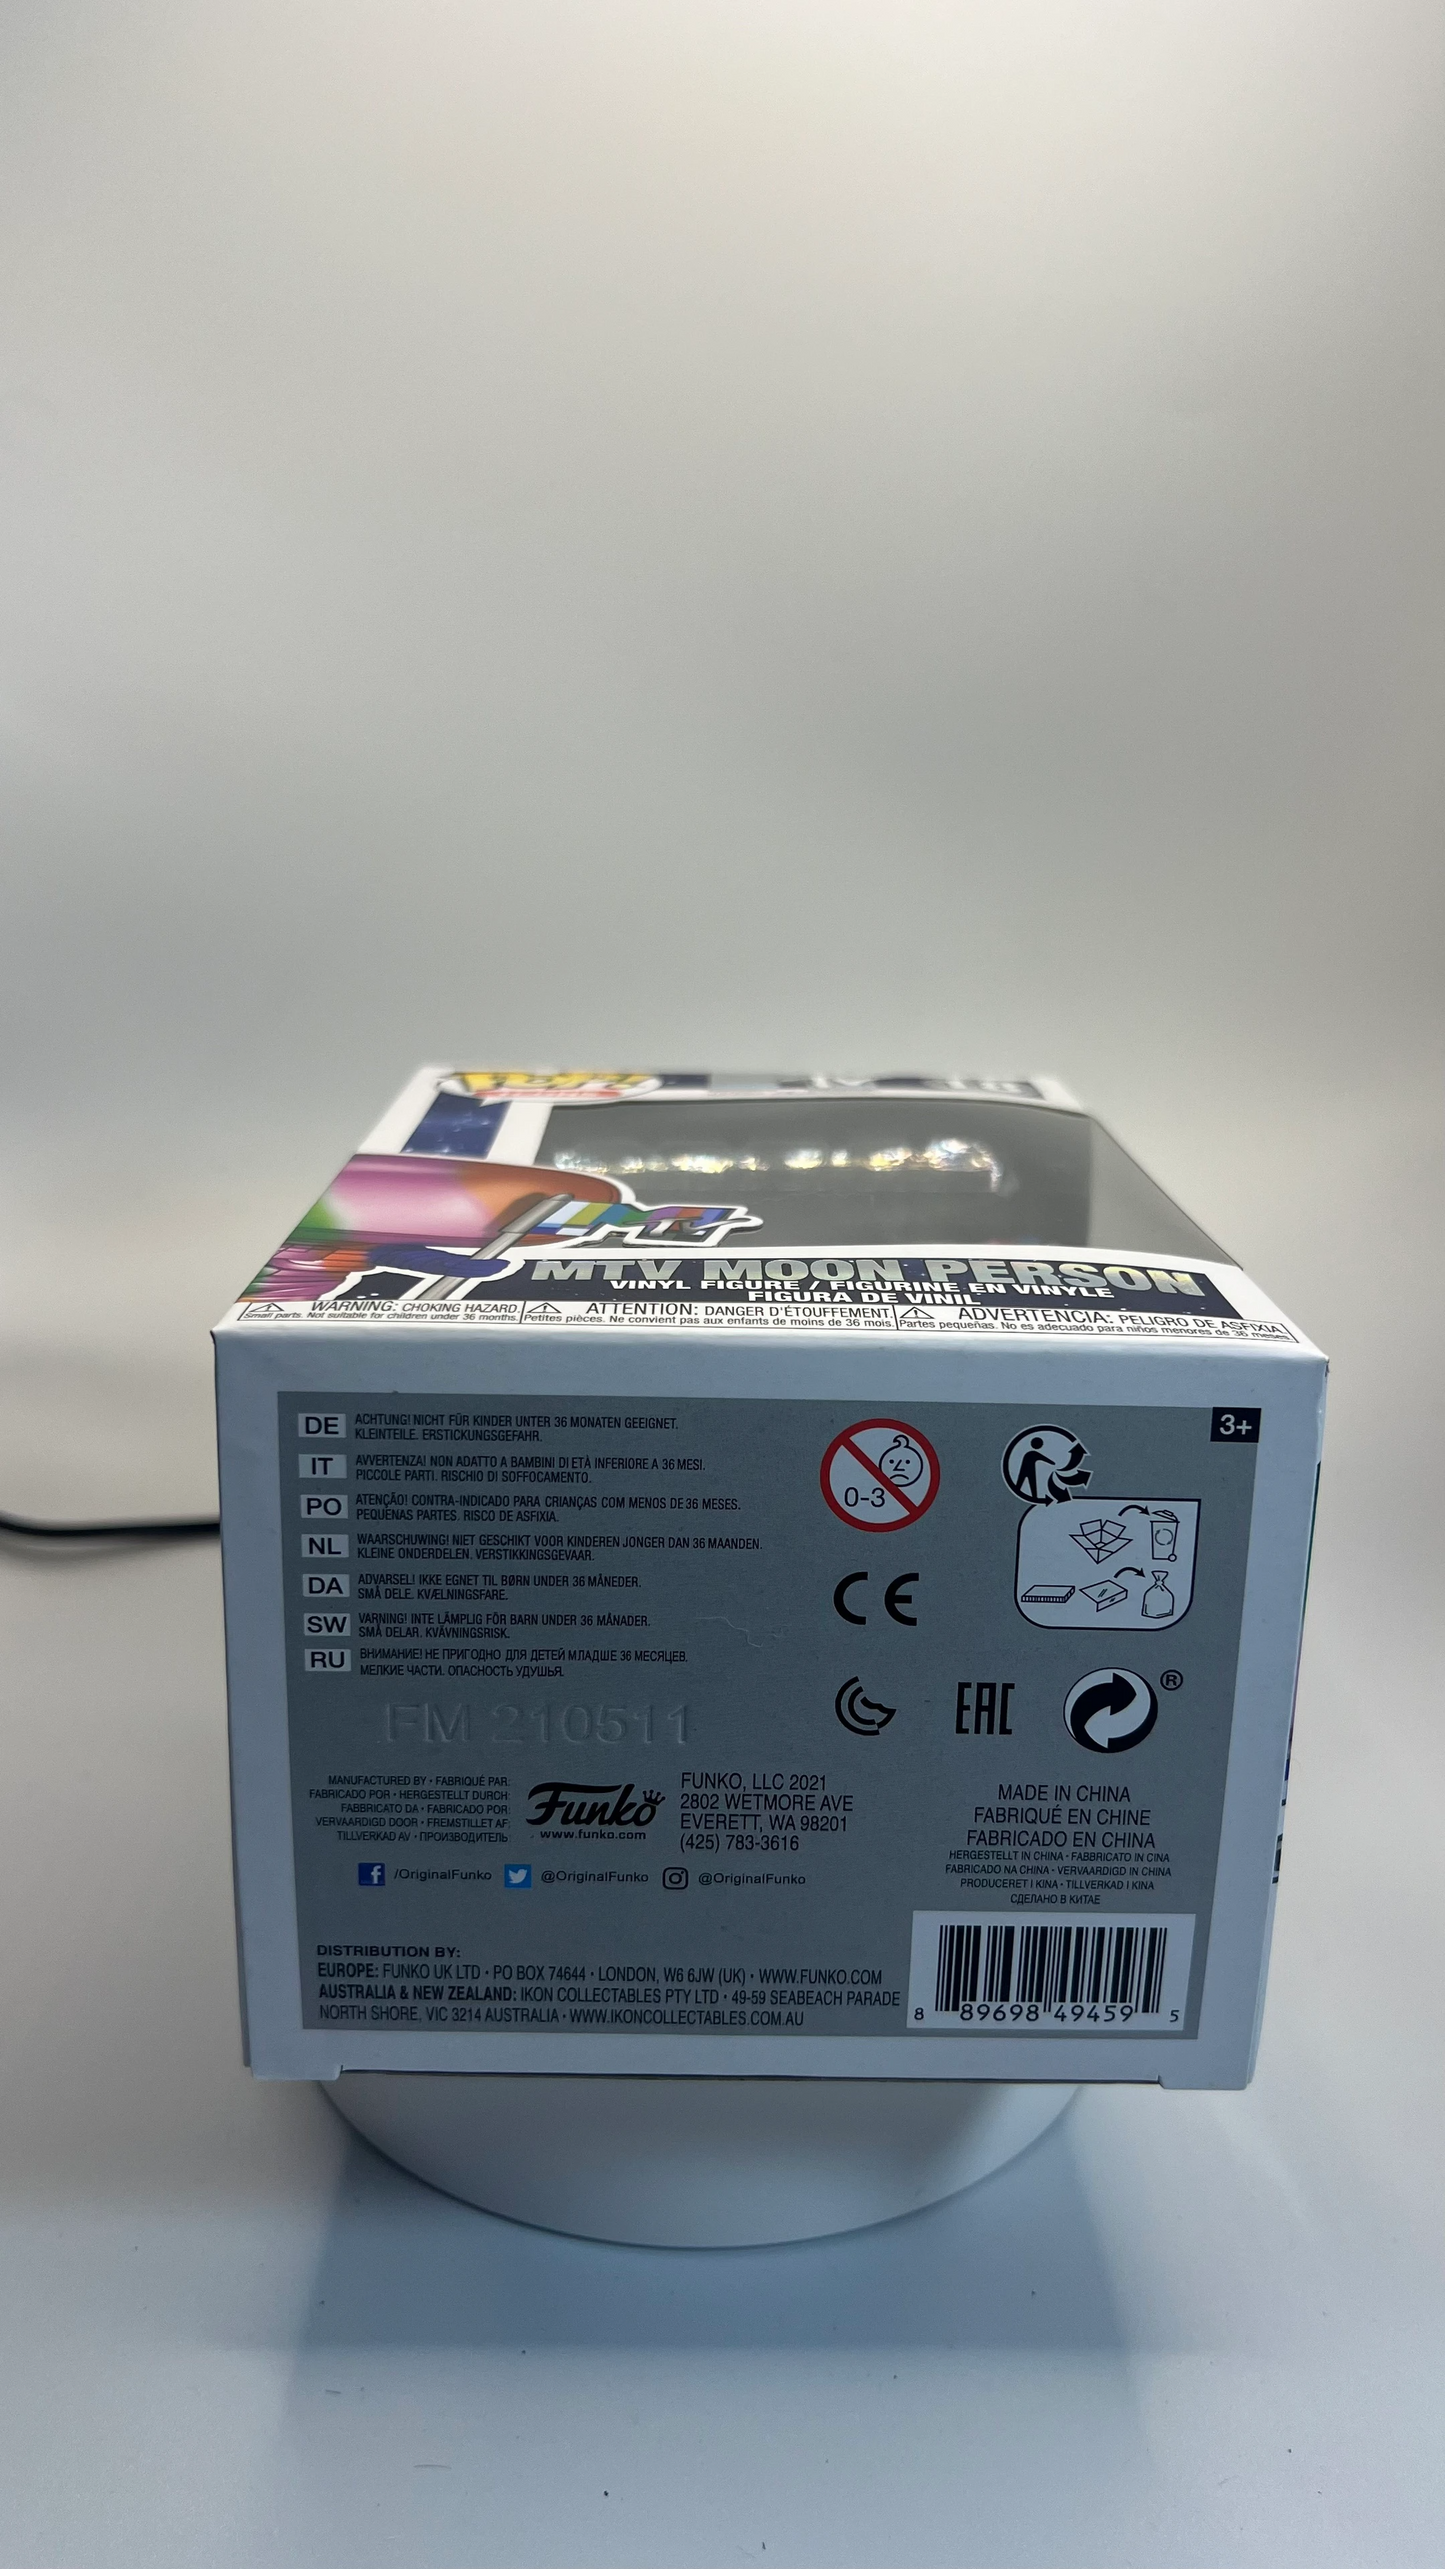 MTV MOON PERSON
VINYL FIGURE / FIGURINE EN VINYLE
FIGURA DE VINIL
WARNING: CHOKING HAZARD.
Small parts. Not suitable for children under 36 months.
ATTENTION: DANGER D'ÉTOUFFEMENT.
Petites pièces. Ne convient pas aux enfants de moins de 36 mois.
ADVERTENCIA: PELIGRO DE ASFIXIA.
Partes pequeñas. No es adecuado para niños menores de 36 meses.
DE ACHTUNG! NICHT FÜR KINDER UNTER 36 MONATEN GEEIGNET.
KLEINTEILE. ERSTICKUNGSGEFAHR.
IT AVVERTENZA! NON ADATTO A BAMBINI DI ETÀ INFERIORE A 36 MESI.
PICCOLE PARTI. RISCHIO DI SOFFOCAMENTO.
PO ATENÇÃO! CONTRA-INDICADO PARA CRIANÇAS COM MENOS DE 36 MESES.
PEQUENAS PARTES. RISCO DE ASFIXIA.
NL WAARSCHUWING! NIET GESCHIKT VOOR KINDEREN JONGER DAN 36 MAANDEN.
KLEINE ONDERDELEN. VERSTIKKINGSGEVAAR.
DA ADVARSEL! IKKE EGNET TIL BØRN UNDER 36 MÅNEDER.
SMÅ DELE. KVÆLNINGSFARE.
SW VARNING! INTE LÄMPLIG FÖR BARN UNDER 36 MÅNADER.
SMÅ DELAR. KVÄVNINGSRISK.
RU ВНИМАНИЕ! НЕ ПРИГОДНО ДЛЯ ДЕТЕЙ МЛАДШЕ 36 МЕСЯЦЕВ.
МЕЛКИЕ ЧАСТИ. ОПАСНОСТЬ УДУШЬЯ.
0-3
3+
CE
EAC
®
FM 210511
MANUFACTURED BY • FABRIQUÉ PAR:
FABRICADO POR • HERGESTELLT DURCH:
FABBRICATO DA • FABRICADO POR:
VERVAARDIGD DOOR • FREMSTILLET AF:
TILLVERKAD AV • ПРОИЗВОДИТЕЛЬ:
Funko
www.funko.com
FUNKO, LLC 2021
2802 WETMORE AVE
EVERETT, WA 98201
(425) 783-3616
/OriginalFunko @OriginalFunko @OriginalFunko
MADE IN CHINA
FABRIQUÉ EN CHINE
FABRICADO EN CHINA
HERGESTELLT IN CHINA • FABBRICATO IN CINA
FABRICADO NA CHINA • VERVAARDIGD IN CHINA
PRODUCERET I KINA • TILLVERKAD I KINA
СДЕЛАНО В КИТАЕ
DISTRIBUTION BY:
EUROPE: FUNKO UK LTD • PO BOX 74644 • LONDON, W6 6JW (UK) • WWW.FUNKO.COM
AUSTRALIA & NEW ZEALAND: IKON COLLECTABLES PTY LTD • 49-59 SEABEACH PARADE
NORTH SHORE, VIC 3214 AUSTRALIA • WWW.IKONCOLLECTABLES.COM.AU
8 89698 49459 5